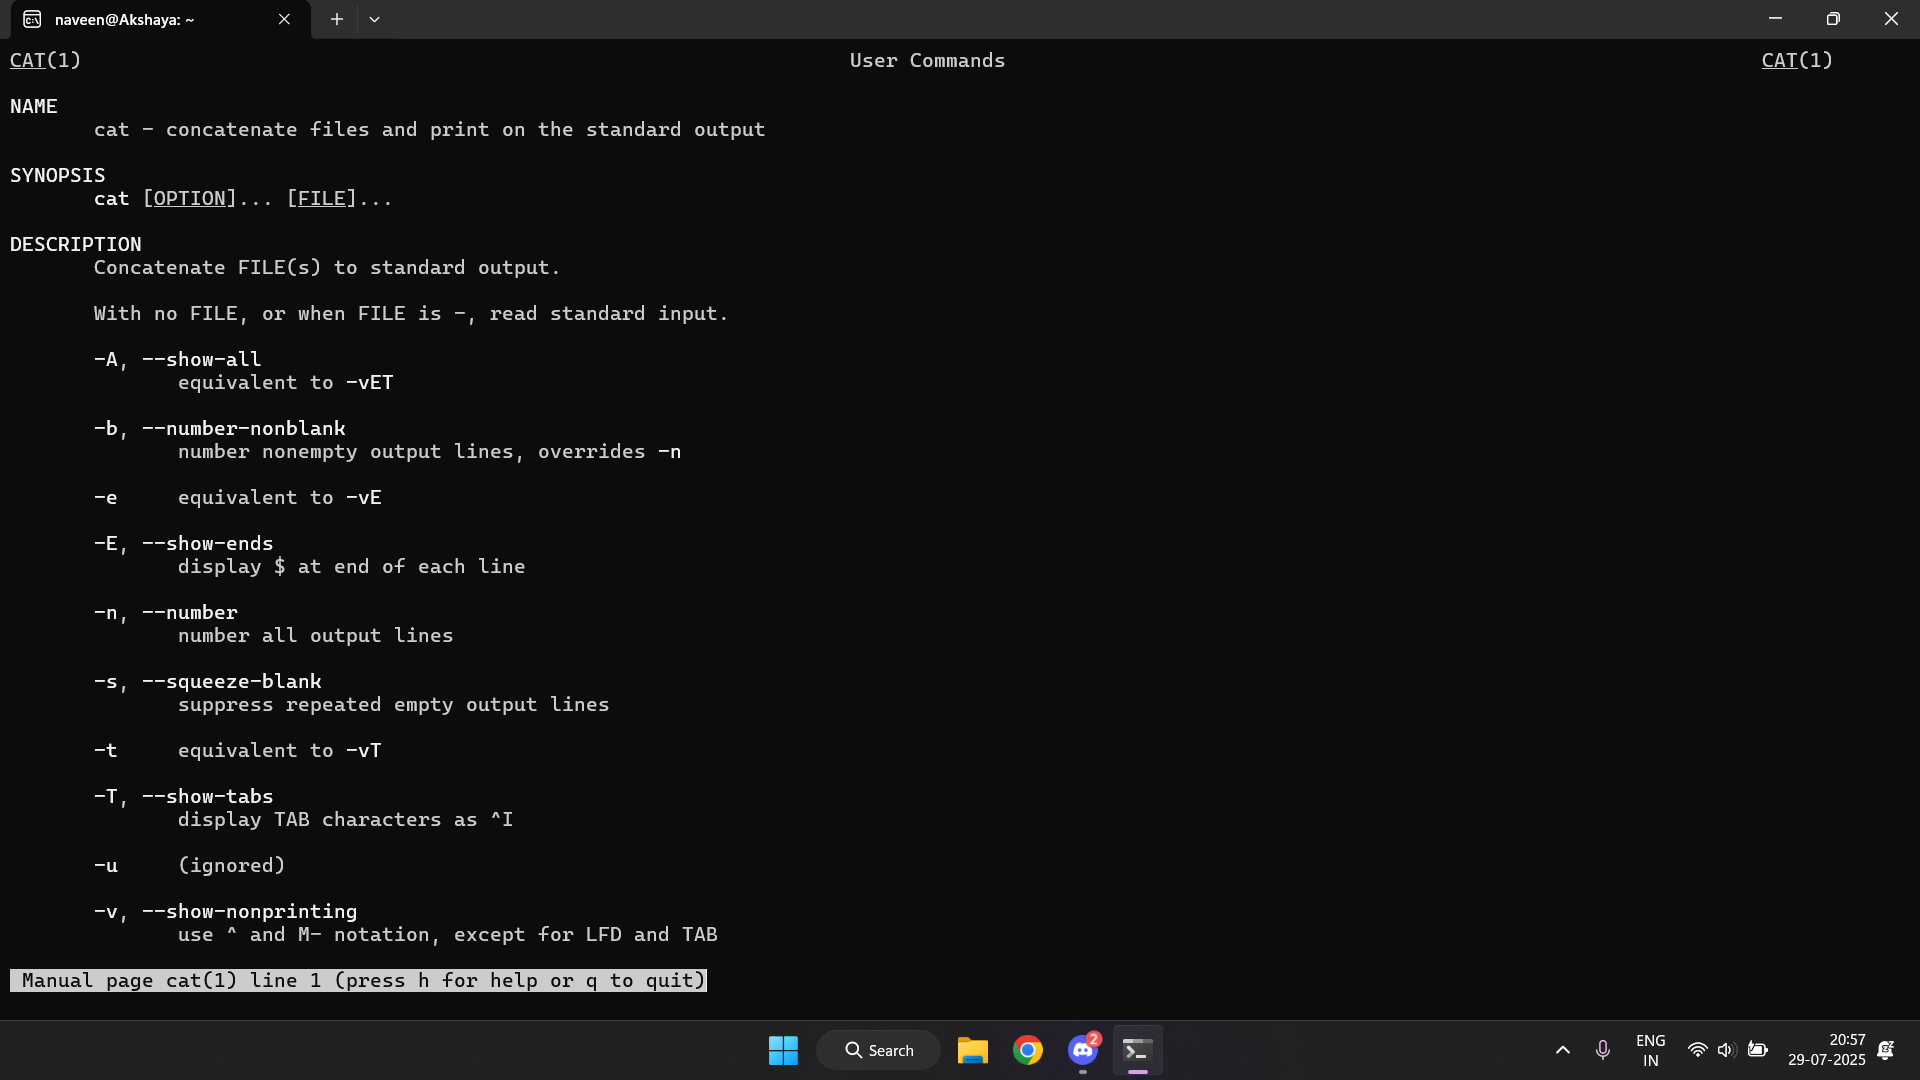 naveen@Akshaya: ~
CAT(1) User Commands CAT(1)
NAME
cat - concatenate files and print on the standard output
SYNOPSIS
cat [OPTION]... [FILE]...
DESCRIPTION
Concatenate FILE(s) to standard output.
With no FILE, or when FILE is -, read standard input.
-A, --show-all
equivalent to -vET
-b, --number-nonblank
number nonempty output lines, overrides -n
-e equivalent to -vE
-E, --show-ends
display $ at end of each line
-n, --number
number all output lines
-s, --squeeze-blank
suppress repeated empty output lines
-t equivalent to -vT
-T, --show-tabs
display TAB characters as ^I
-u (ignored)
-v, --show-nonprinting
use ^ and M- notation, except for LFD and TAB
Manual page cat(1) line 1 (press h for help or q to quit)
Search
2
ENG
IN
20:57
29-07-2025